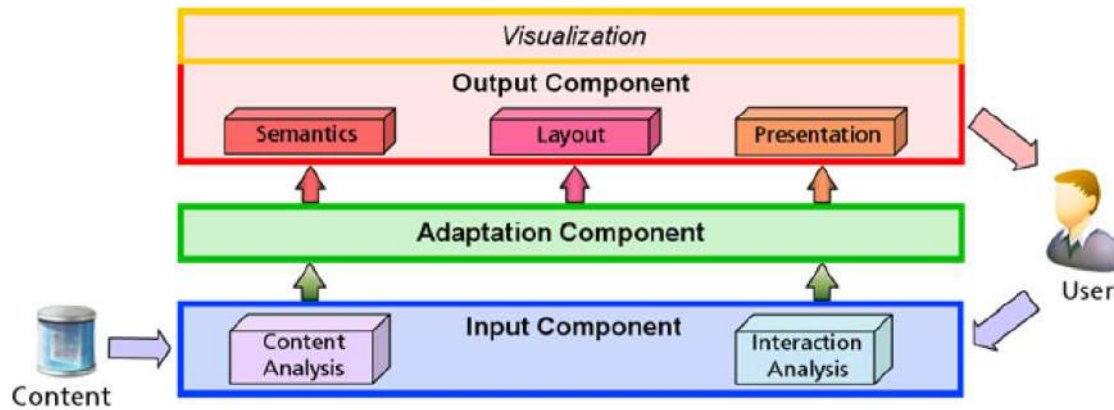 Visualization
Output Component
Semantics
Layout
Presentation
Adaptation Component
User
Input Component
Content
Analysis
Interaction
Analysis
Content